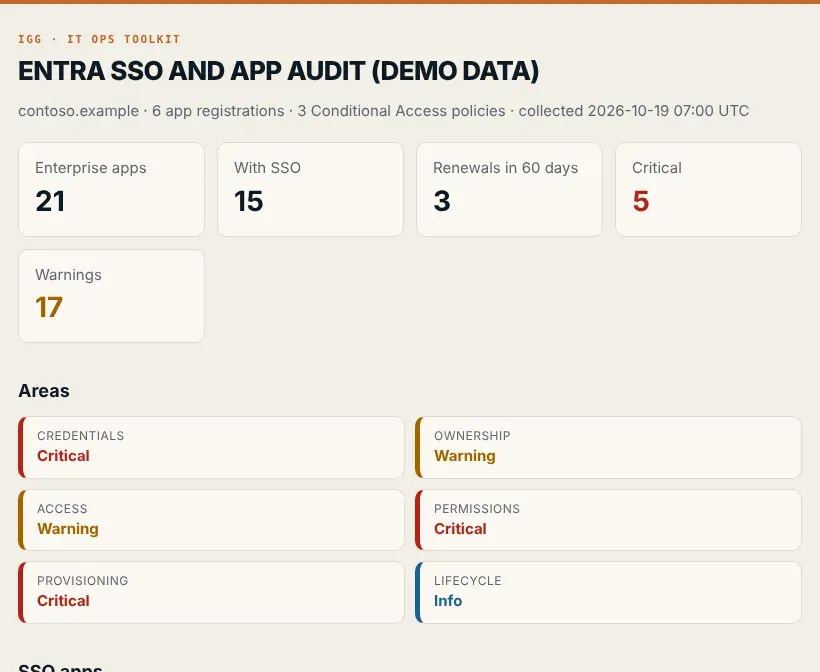 IGG · IT OPS TOOLKIT
ENTRA SSO AND APP AUDIT (DEMO DATA)
contoso.example · 6 app registrations · 3 Conditional Access policies · collected 2026-10-19 07:00 UTC
Enterprise apps
21
With SSO
15
Renewals in 60 days
3
Critical
5
Warnings
17
Areas
CREDENTIALS
Critical
OWNERSHIP
Warning
ACCESS
Warning
PERMISSIONS
Critical
PROVISIONING
Critical
LIFECYCLE
Info
SSO apps